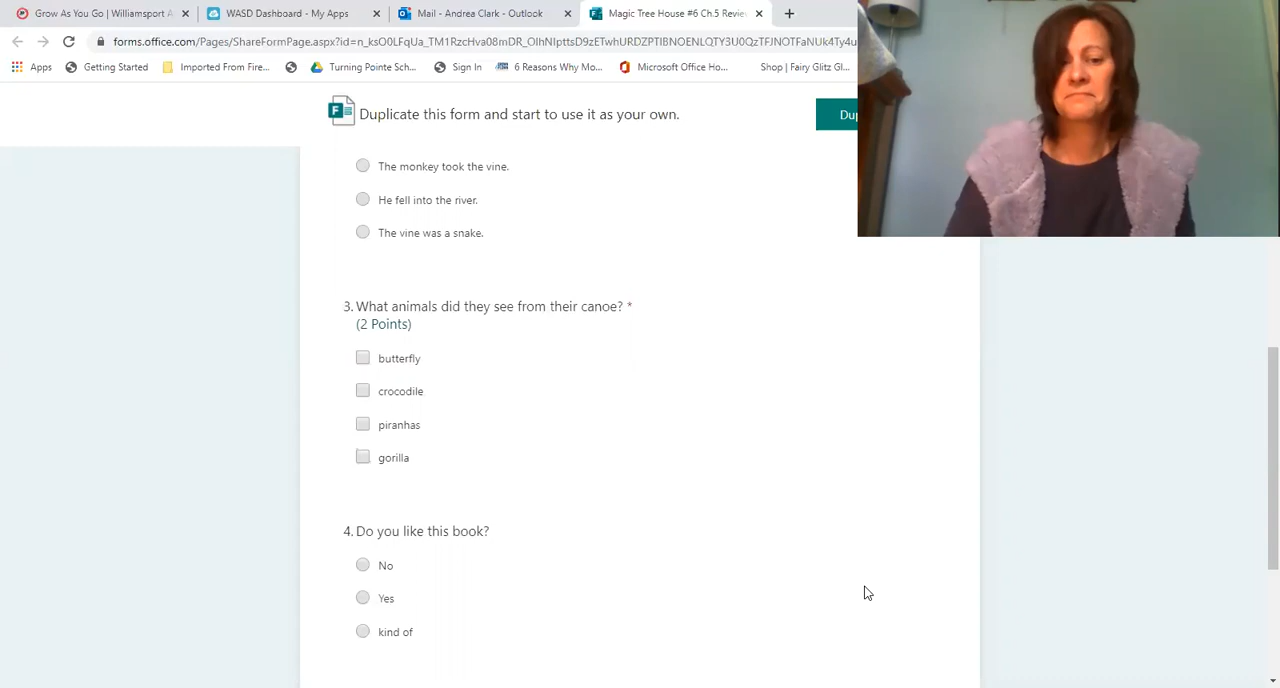 Grow As You Go | Williamsport A
WASD Dashboard - My Apps
Mail - Andrea Clark - Outlook
Magic Tree House #6 Ch.5 Revie
forms.office.com/Pages/ShareFormPage.aspx?id=n_ksO0LFqUa_TM1RzcHva08mDR_OIhNIpttsD9zETwhURDZPTlBNOENLQTY3U0QzTFJNOTFaNUk4Ty4u
Apps
Getting Started
Imported From Fire...
Turning Points ch...
Sign In
6 Reasons Why Mo...
Microsoft Office Ho...
Shop | Fairy Glitz Gl...
F
Duplicate this form and start to use it as your own.
Dup
The monkey took the vine.
He fell into the river.
The vine was a snake.
3. What animals did they see from their canoe? *
(2 Points)
butterfly
crocodile
piranhas
gorilla
4. Do you like this book?
No
Yes
kind of